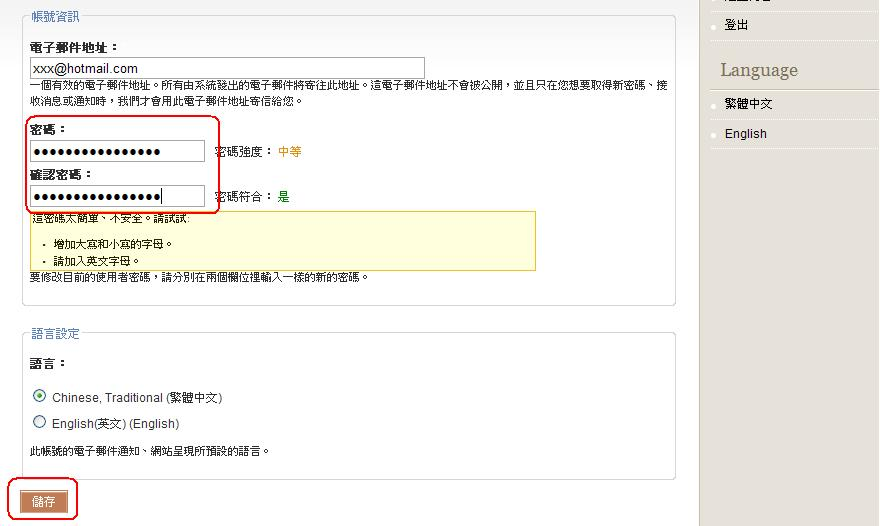 帳號資訊
電子郵件地址：
xxx@hotmail.com
一個有效的電子郵件地址。所有由系統發出的電子郵件將寄往此地址。這電子郵件地址不會被公開，並且只在您想要取得新密碼、接
收消息或通知時，我們才會用此電子郵件地址寄信給您。
密碼：
●●●●●●●●●●●●●●●● 密碼強度：中等
確認密碼：
●●●●●●●●●●●●●●●● 密碼符合：是
這密碼太簡單、不安全。請試試:
• 增加大寫和小寫的字母。
• 請加入英文字母。
要修改目前的使用者密碼，請分別在兩個欄位裡輸入一樣的新的密碼。
語言設定
語言：
Chinese, Traditional (繁體中文)
English(英文) (English)
此帳號的電子郵件通知、網站呈現所預設的語言。
儲存
登出
Language
繁體中文
English